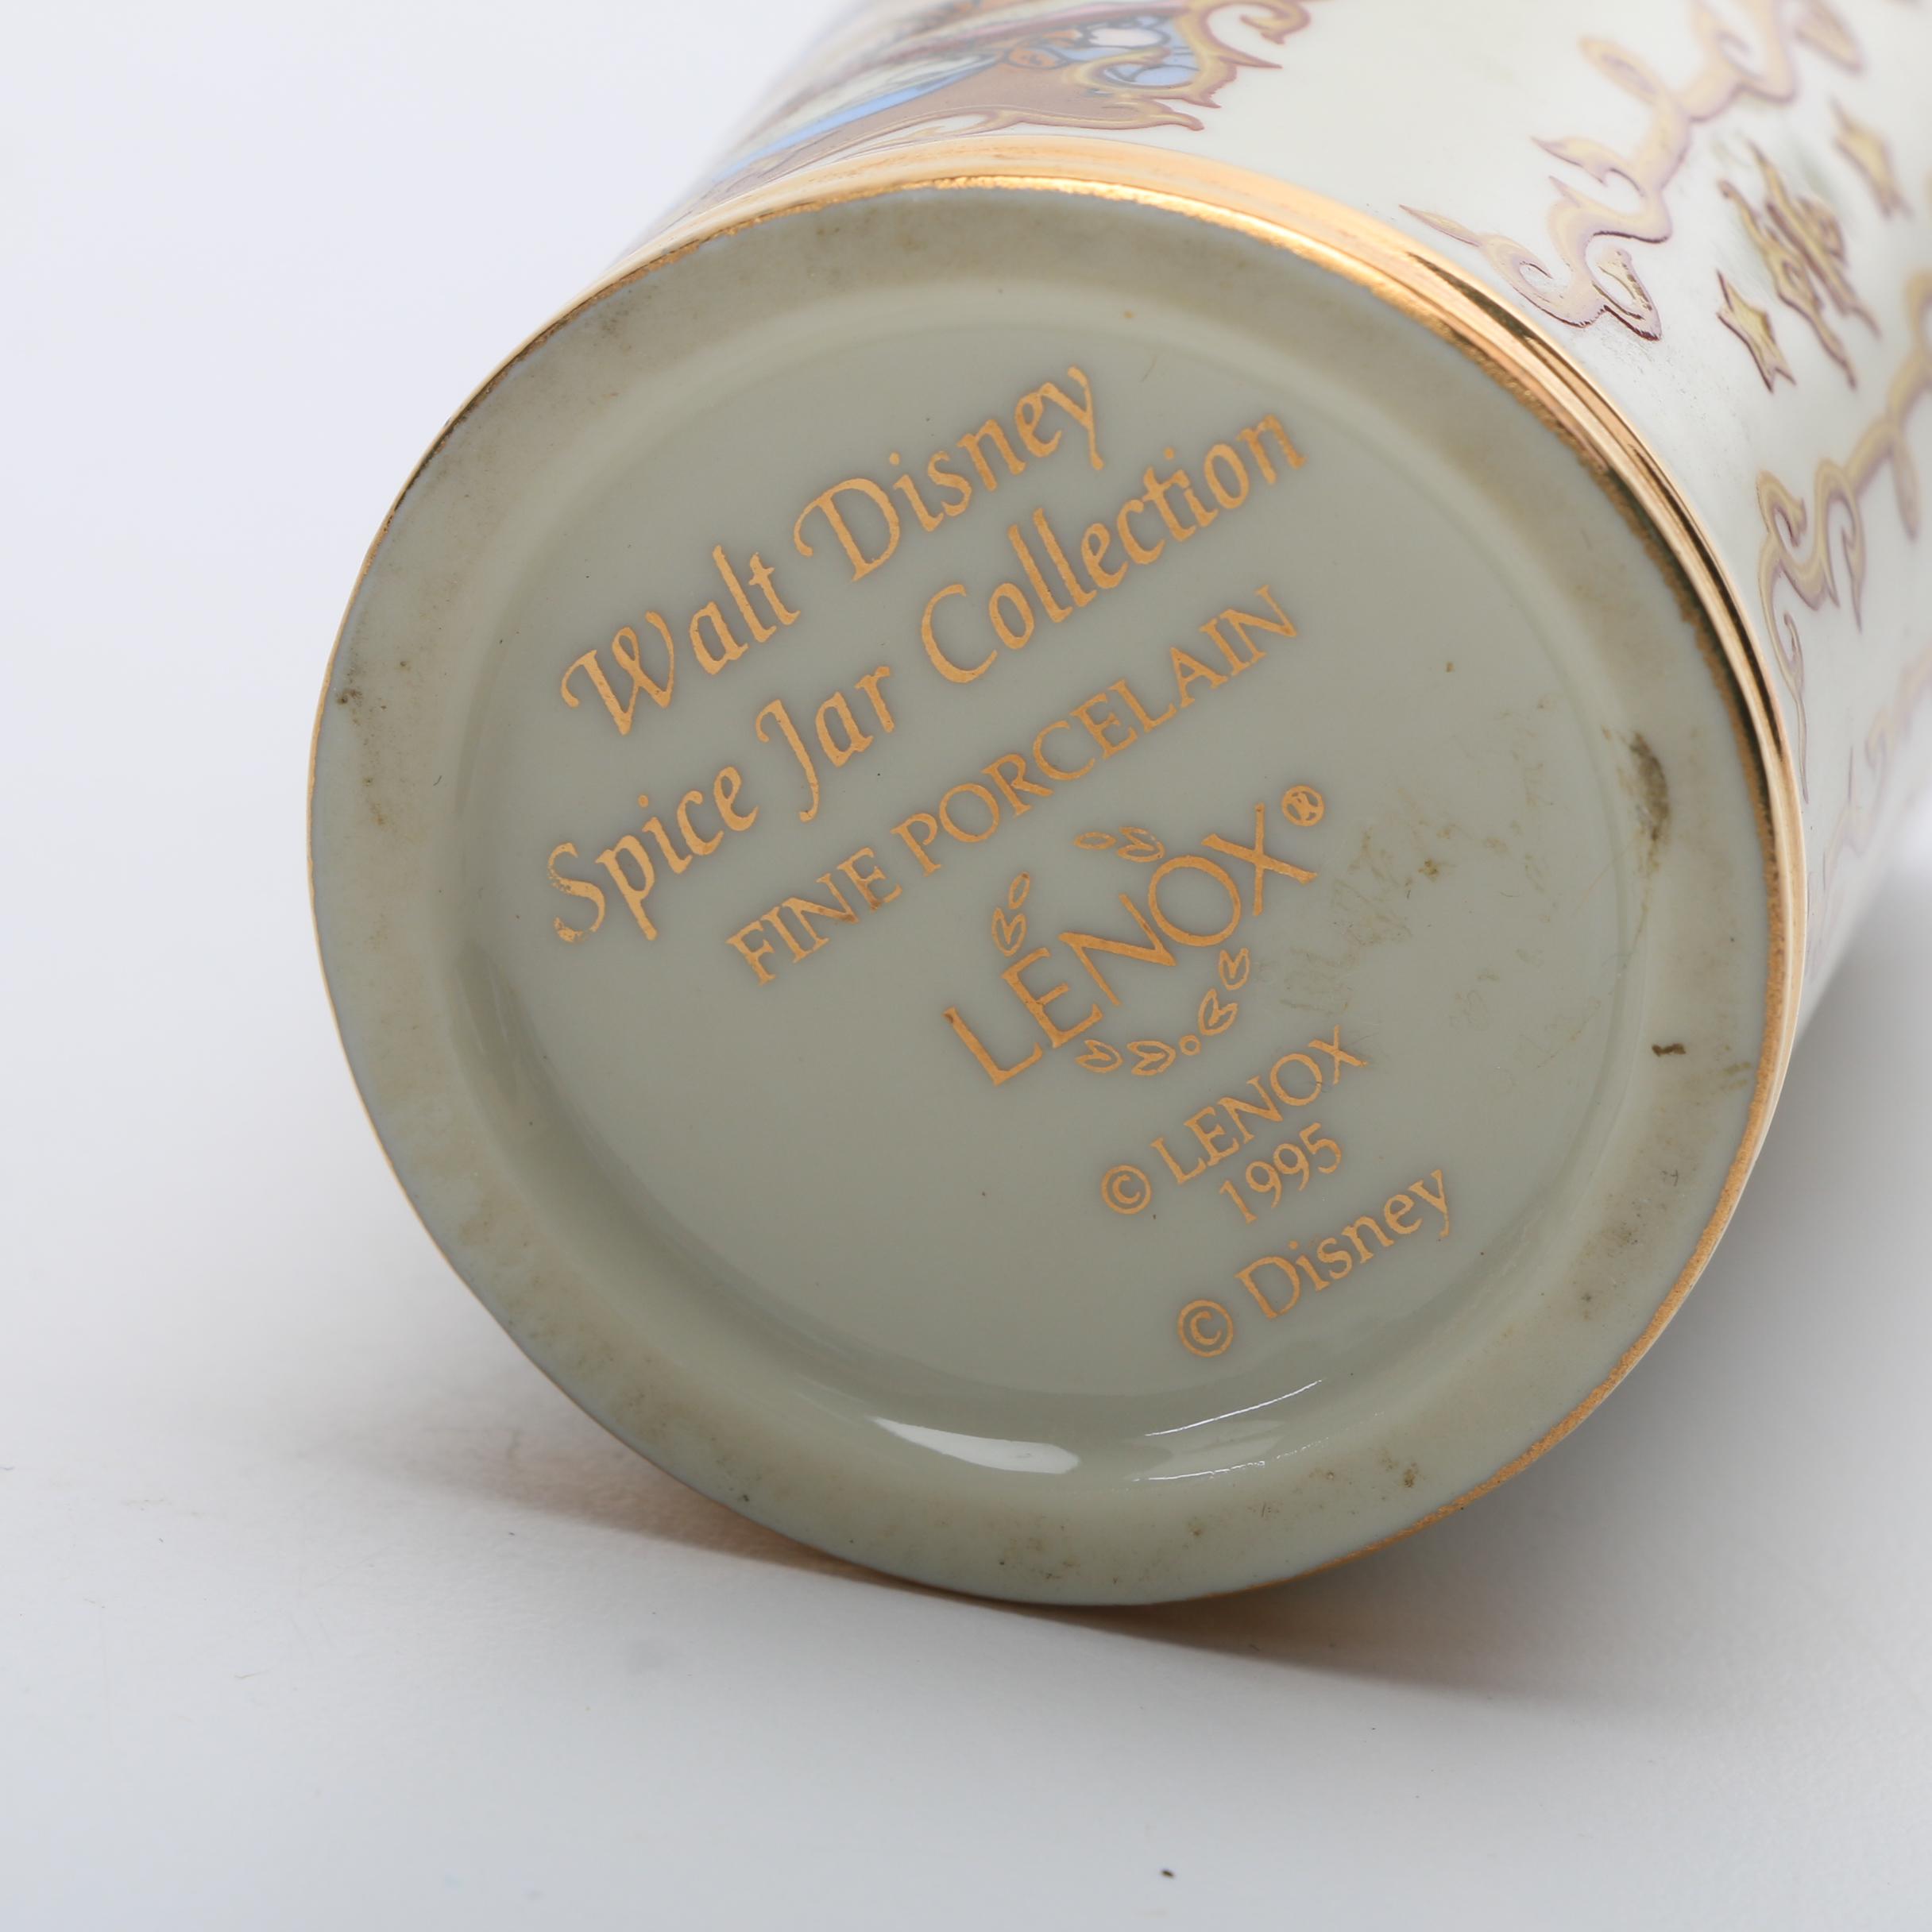 Walt Disney
Spice Jar Collection
FINE PORCELAIN
LENOX®
© LENOX
1995
© Disney